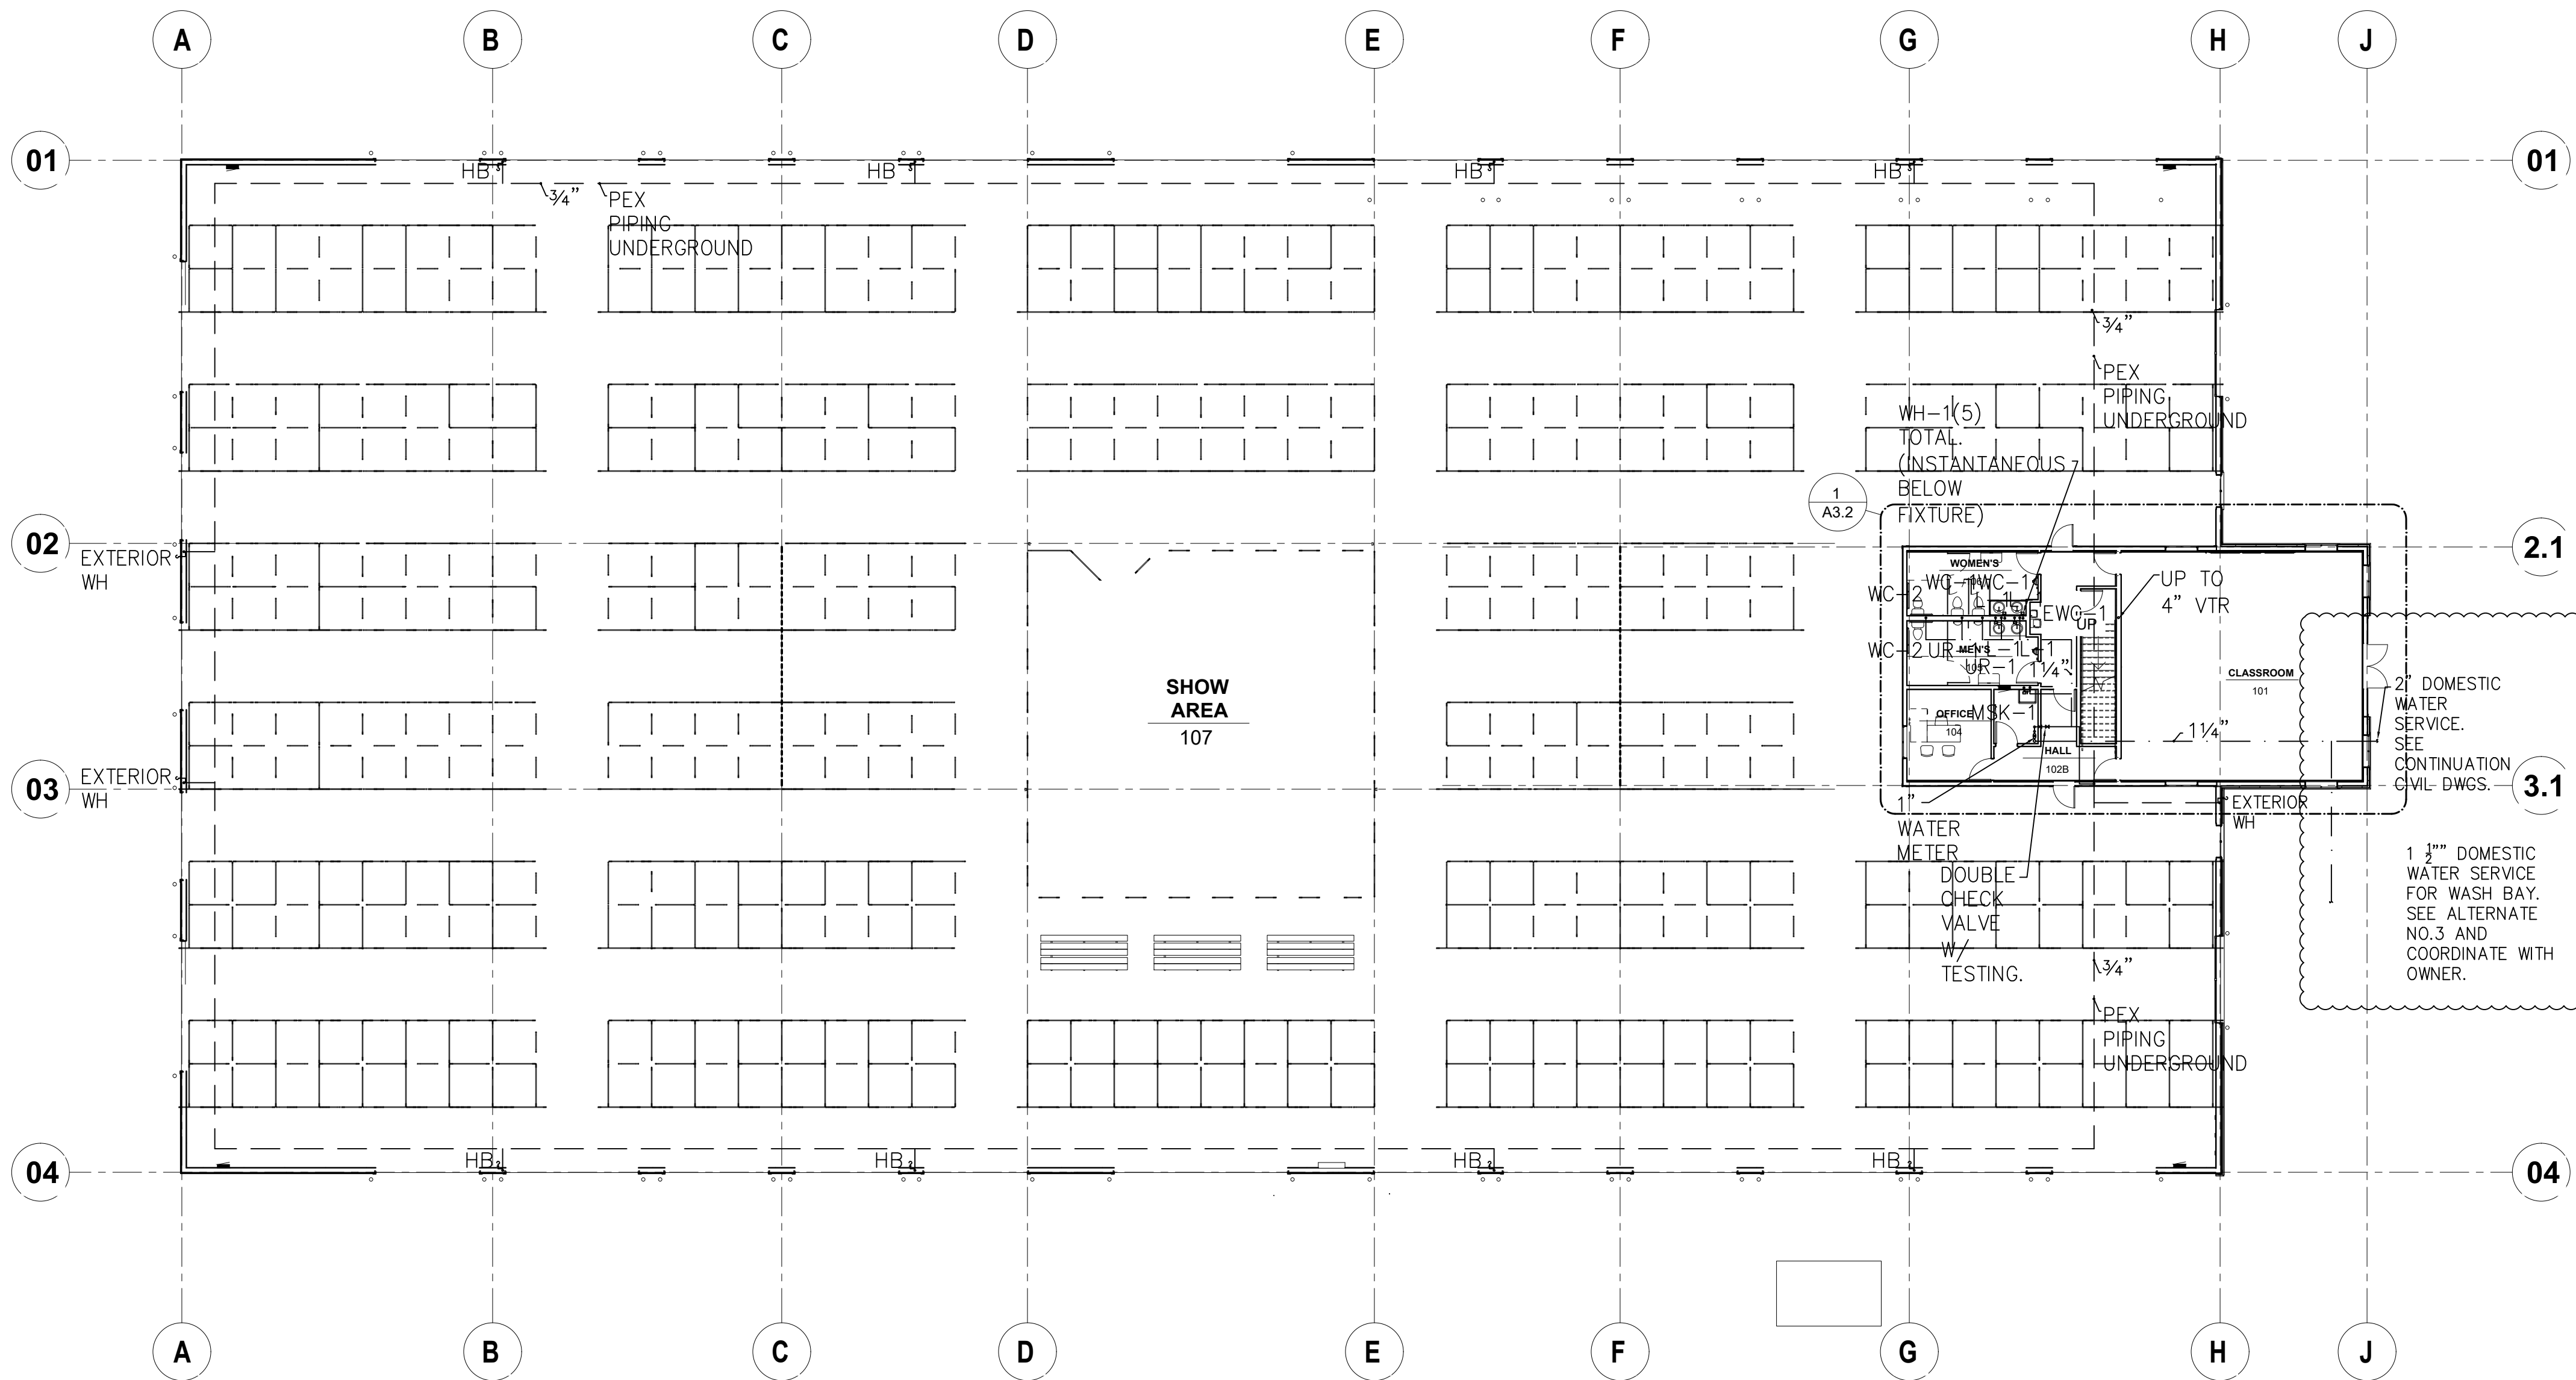 A B C D E F G H J
01 01
HB HB HB HB
3/4"
PEX
PIPING
UNDERGROUND
3/4"
PEX
PIPING
UNDERGROUND
WH-1(5)
TOTAL.
(INSTANTANEOUS
BELOW
FIXTURE)
1
A3.2
02 2.1
EXTERIOR
WH
WOMEN'S
WC-2 WC-1 WC-1
L-1
EWC-1
UP
UP TO
4" VTR
WC-2 UR-1 L-1 L-1
MEN'S
105
UR-1 1¼"
SHOW
AREA
107
CLASSROOM
101
OFFICE
104
MSK-1
HALL
102B
1¼"
2" DOMESTIC
WATER
SERVICE.
SEE
CONTINUATION
CIVIL DWGS.
03 3.1
EXTERIOR
WH
1"
WATER
METER
EXTERIOR
WH
DOUBLE
CHECK
VALVE
W/
TESTING.
1 ½"" DOMESTIC
WATER SERVICE
FOR WASH BAY.
SEE ALTERNATE
NO.3 AND
COORDINATE WITH
OWNER.
3/4"
PEX
PIPING
UNDERGROUND
HB HB HB HB
04 04
A B C D E F G H J